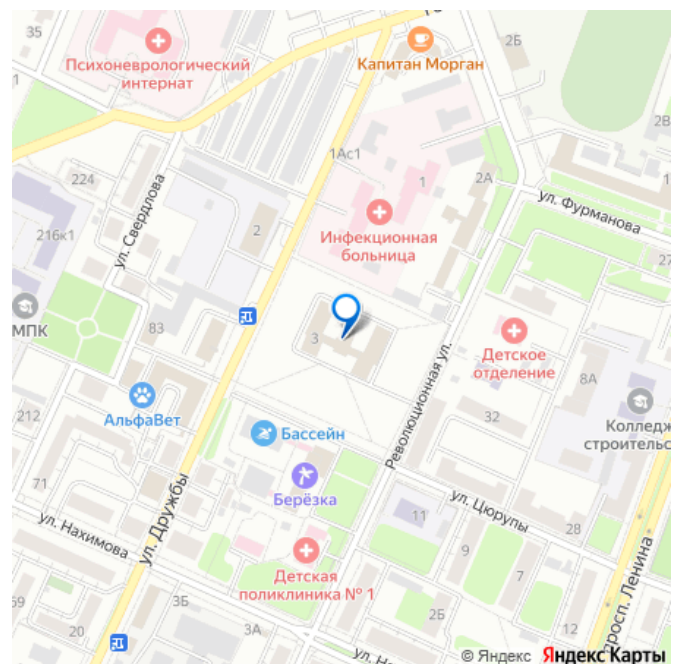 35
Психоневрологический
интернат
2Б
Капитан Морган
2В
1Ас1
224
ул. Свердлова
1
2А
216к1
2
Инфекционная
больница
ул. Фурманова
27
МПК
83
3
Детское
отделение
8А
АльфаВет
212
Революционная ул.
32
Колледж
строительс
Бассейн
71
Берёзка
ул. Дружбы
ул. Нахимова
11
ул. Цюрупы
28
Детская
поликлиника № 1
9
7
просп. Ленина
59
20
3Б
3А
2Б
12
ул. На
© Яндекс Яндекс Карты